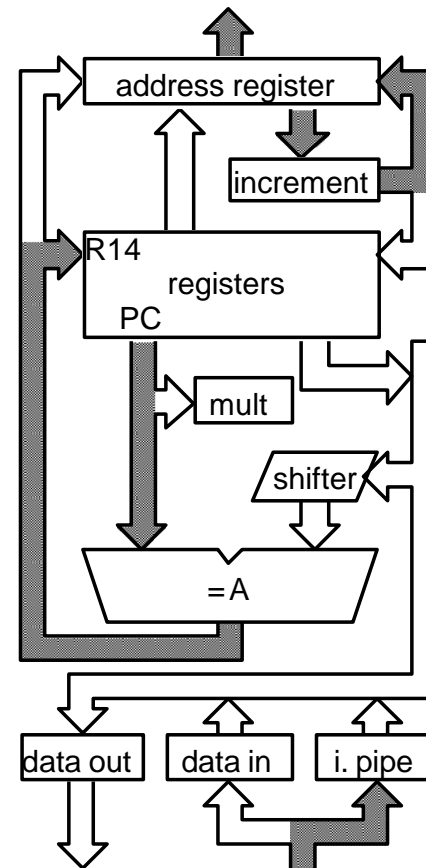 address register
increment
R14
registers
PC
mult
shifter
= A
data out
data in
i. pipe